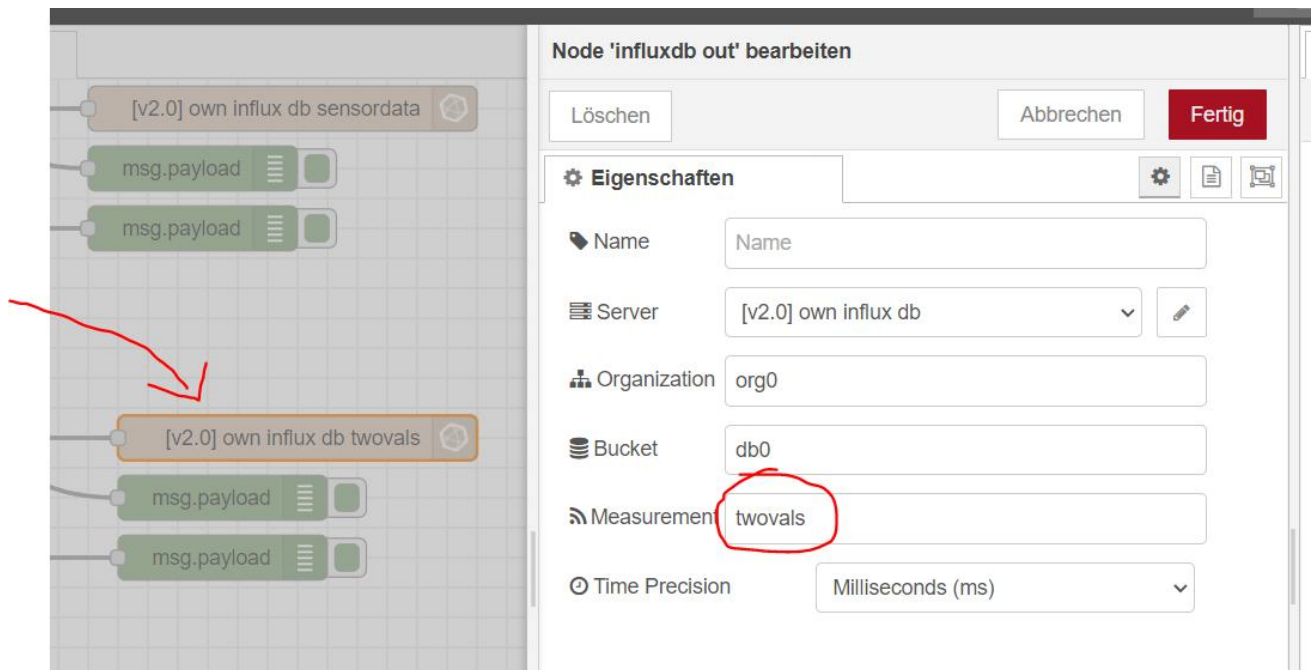 Node 'influxdb out' bearbeiten
Löschen
Abbrechen
Fertig
Eigenschaften
Name
Name
Server
[v2.0] own influx db
Organization
org0
Bucket
db0
Measurement
twovals
Time Precision
Milliseconds (ms)
[v2.0] own influx db sensordata
msg.payload
msg.payload
[v2.0] own influx db twovals
msg.payload
msg.payload